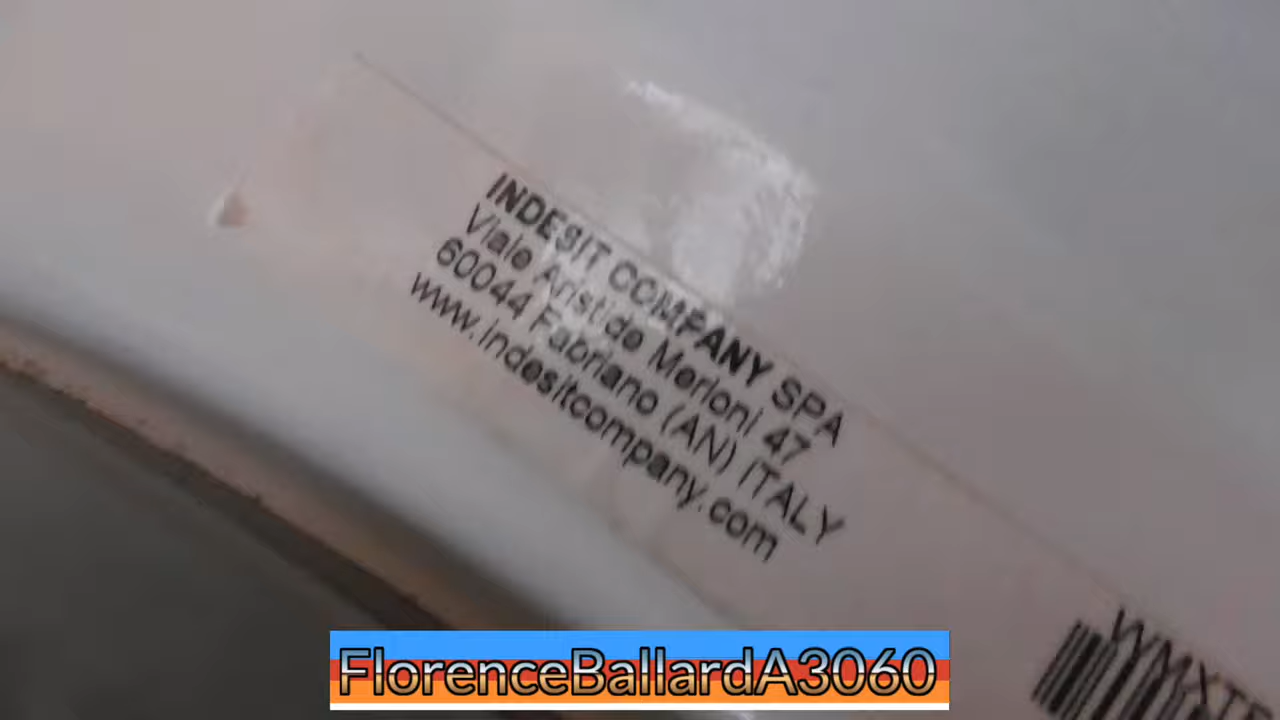 INDESIT COMPANY SPA
Viale Aristide Merloni 47
60044 Fabriano (AN) ITALY
www.indesitcompany.com
FlorenceBallardA3060